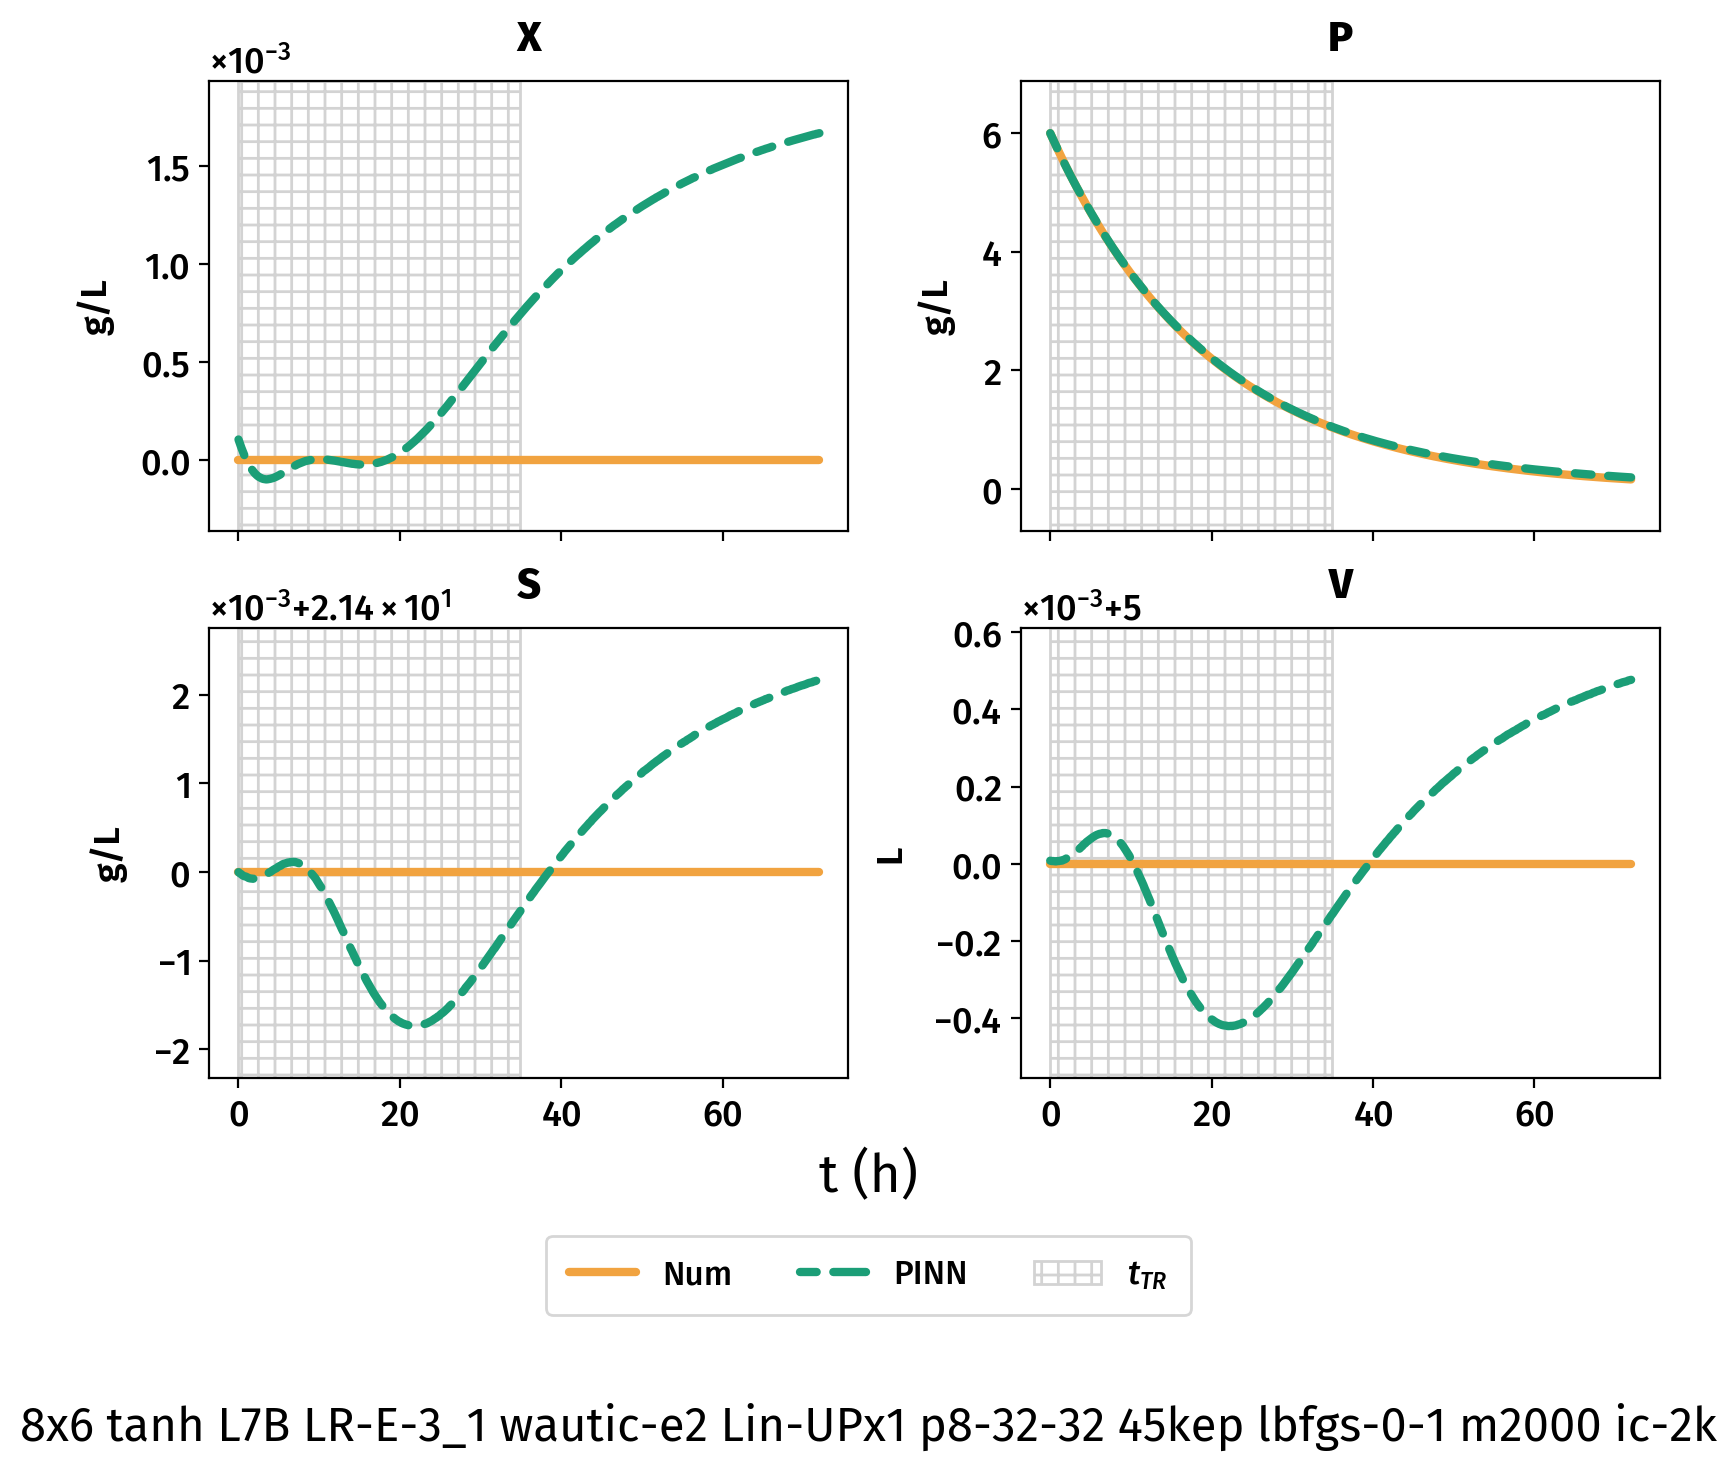 X
×10⁻³
1.5
1.0
0.5
0.0
g/L
P
6
4
2
0
g/L
S
×10⁻³+2.14 × 10¹
2
1
0
−1
−2
g/L
0 20 40 60
V
×10⁻³+5
0.6
0.4
0.2
0.0
−0.2
−0.4
L
0 20 40 60
t (h)
Num PINN t_TR
8x6 tanh L7B LR-E-3_1 wautic-e2 Lin-UPx1 p8-32-32 45kep lbfgs-0-1 m2000 ic-2k